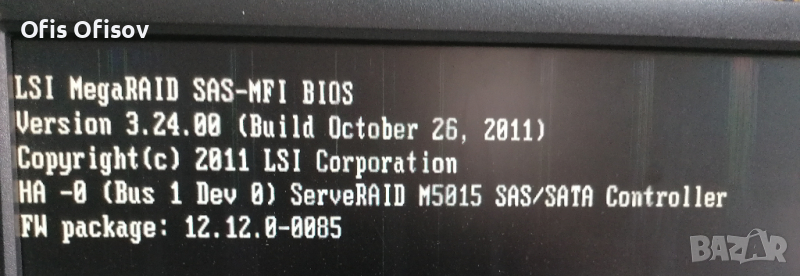 Ofis Ofisov
LSI MegaRAID SAS-MFI BIOS
Version 3.24.00 (Build October 26, 2011)
Copyright(c) 2011 LSI Corporation
HA -0 (Bus 1 Dev 0) ServeRAID M5015 SAS/SATA Controller
FW package: 12.12.0-0085
BAZAR